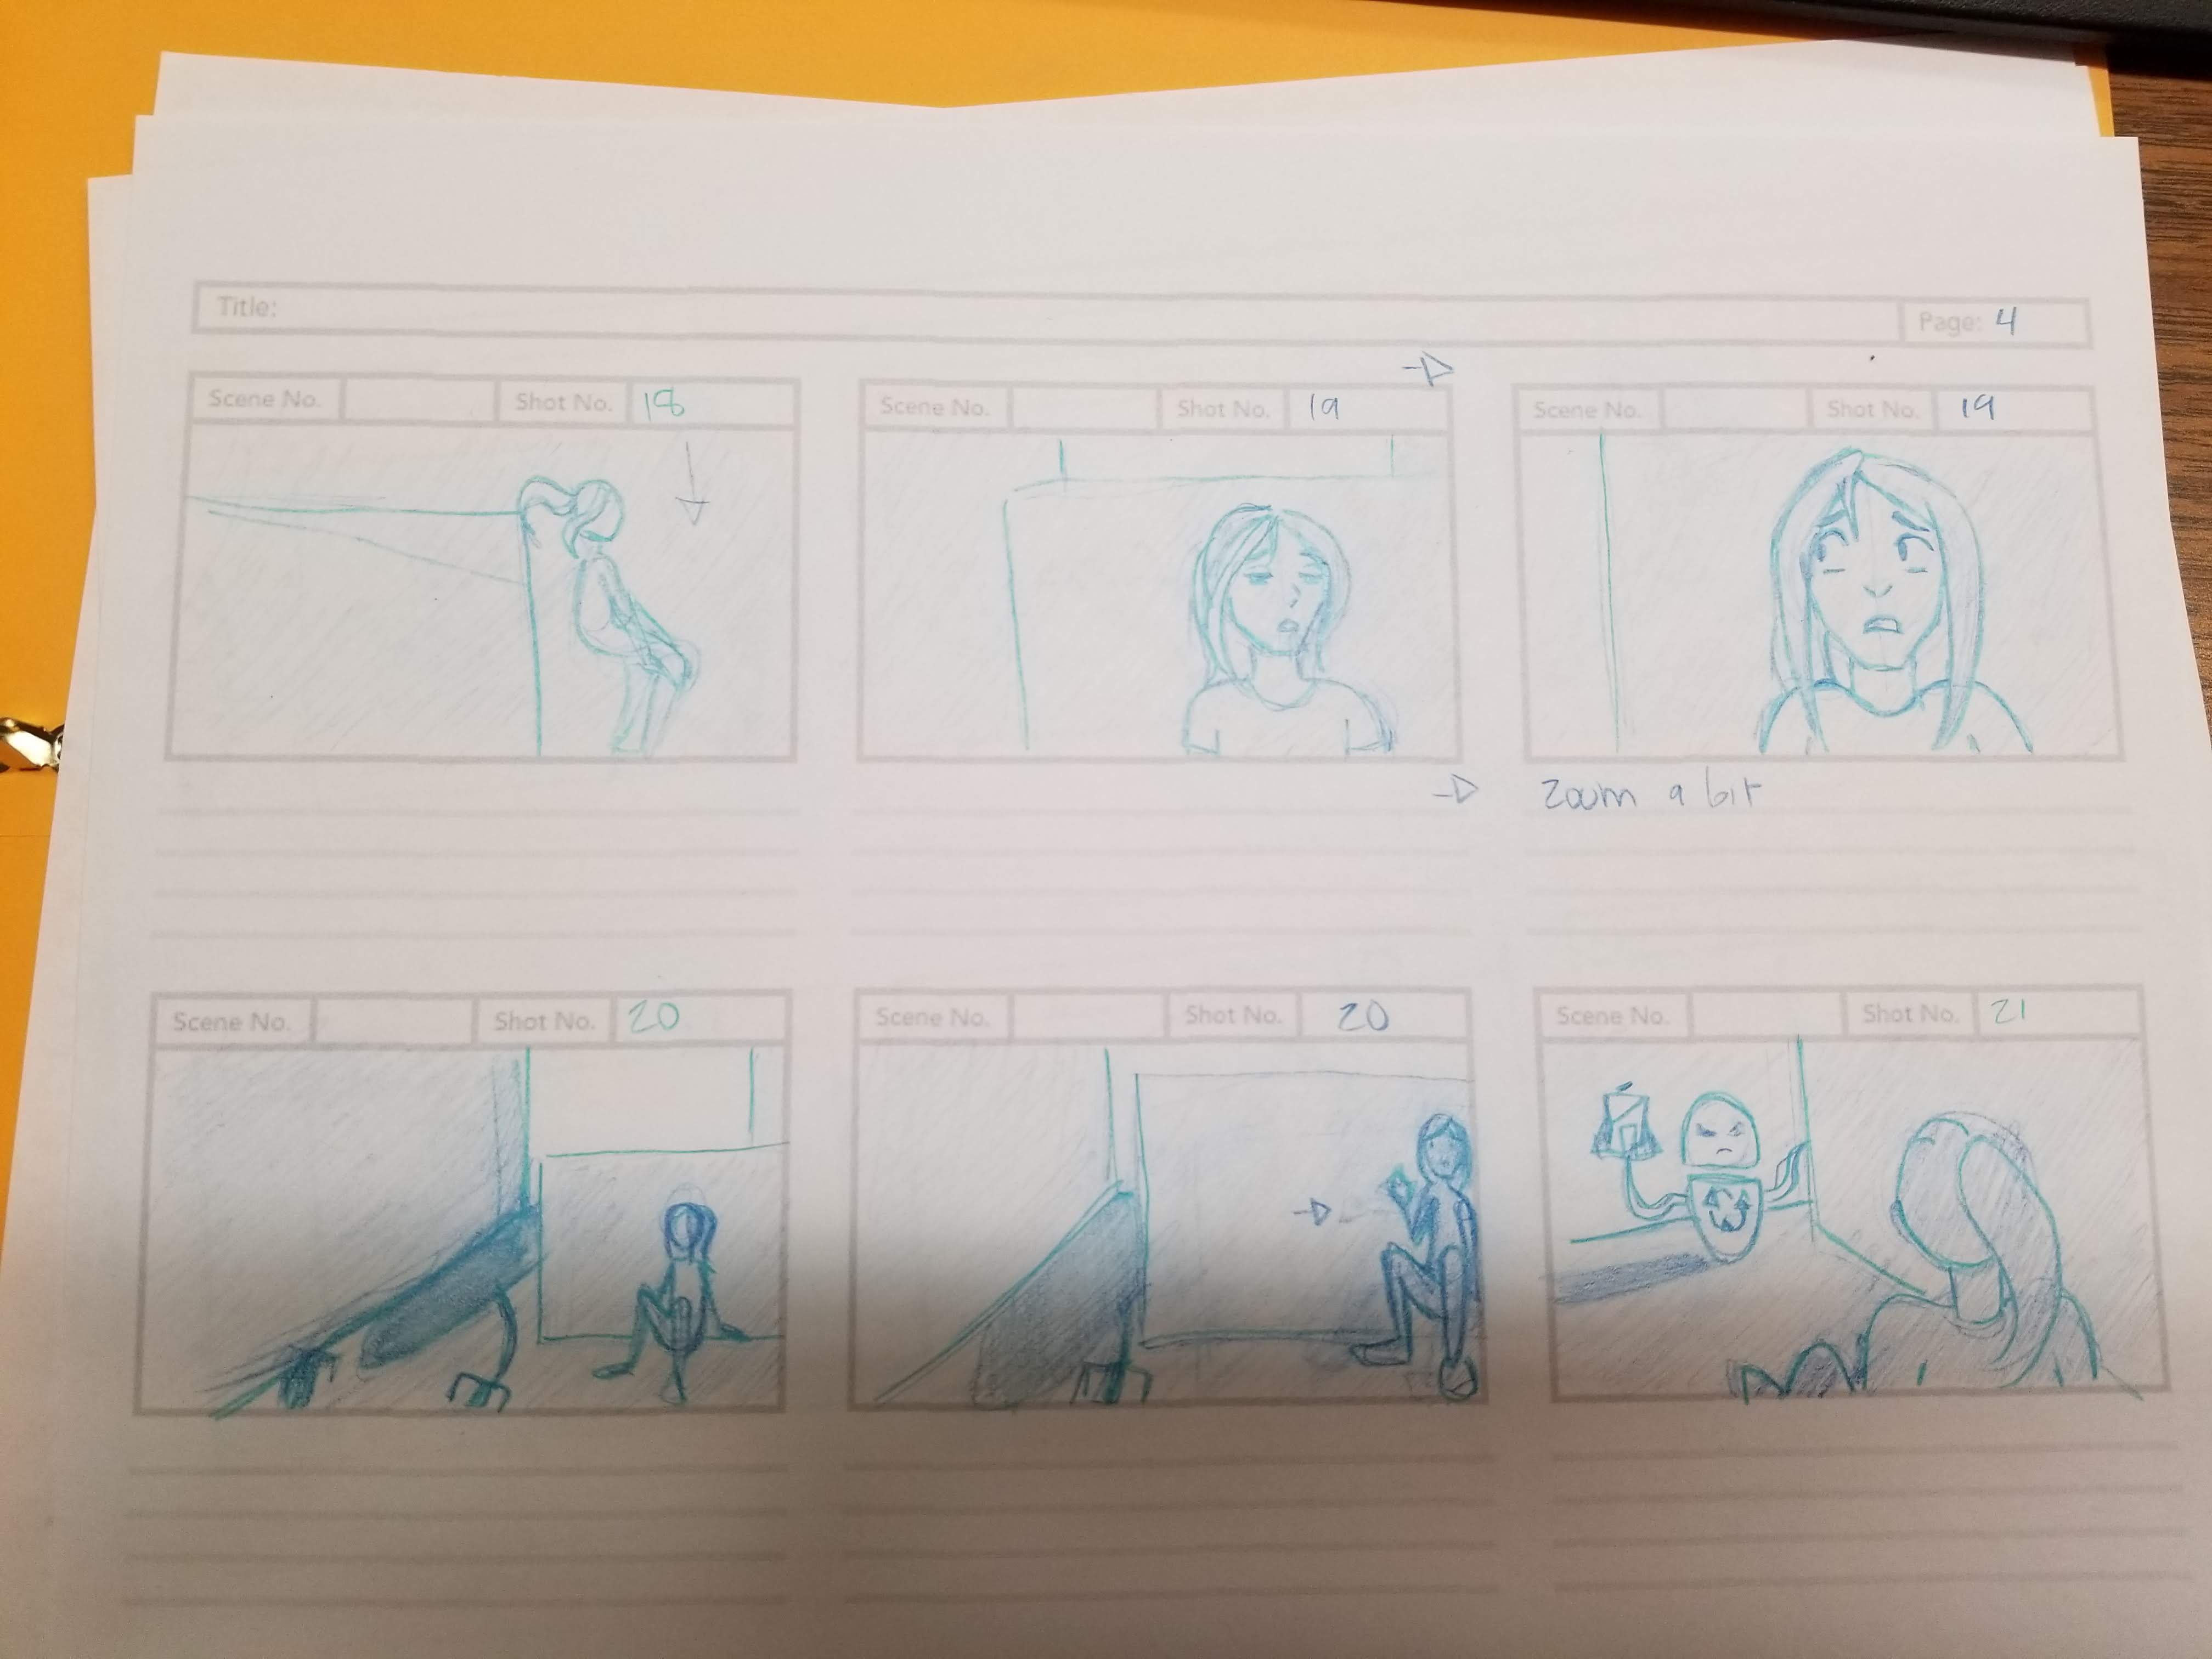 Title:
Page: 4
Scene No. Shot No. 18
Scene No. Shot No. 19
Scene No. Shot No. 19
zoom a bit
Scene No. Shot No. 20
Scene No. Shot No. 20
Scene No. Shot No. 21